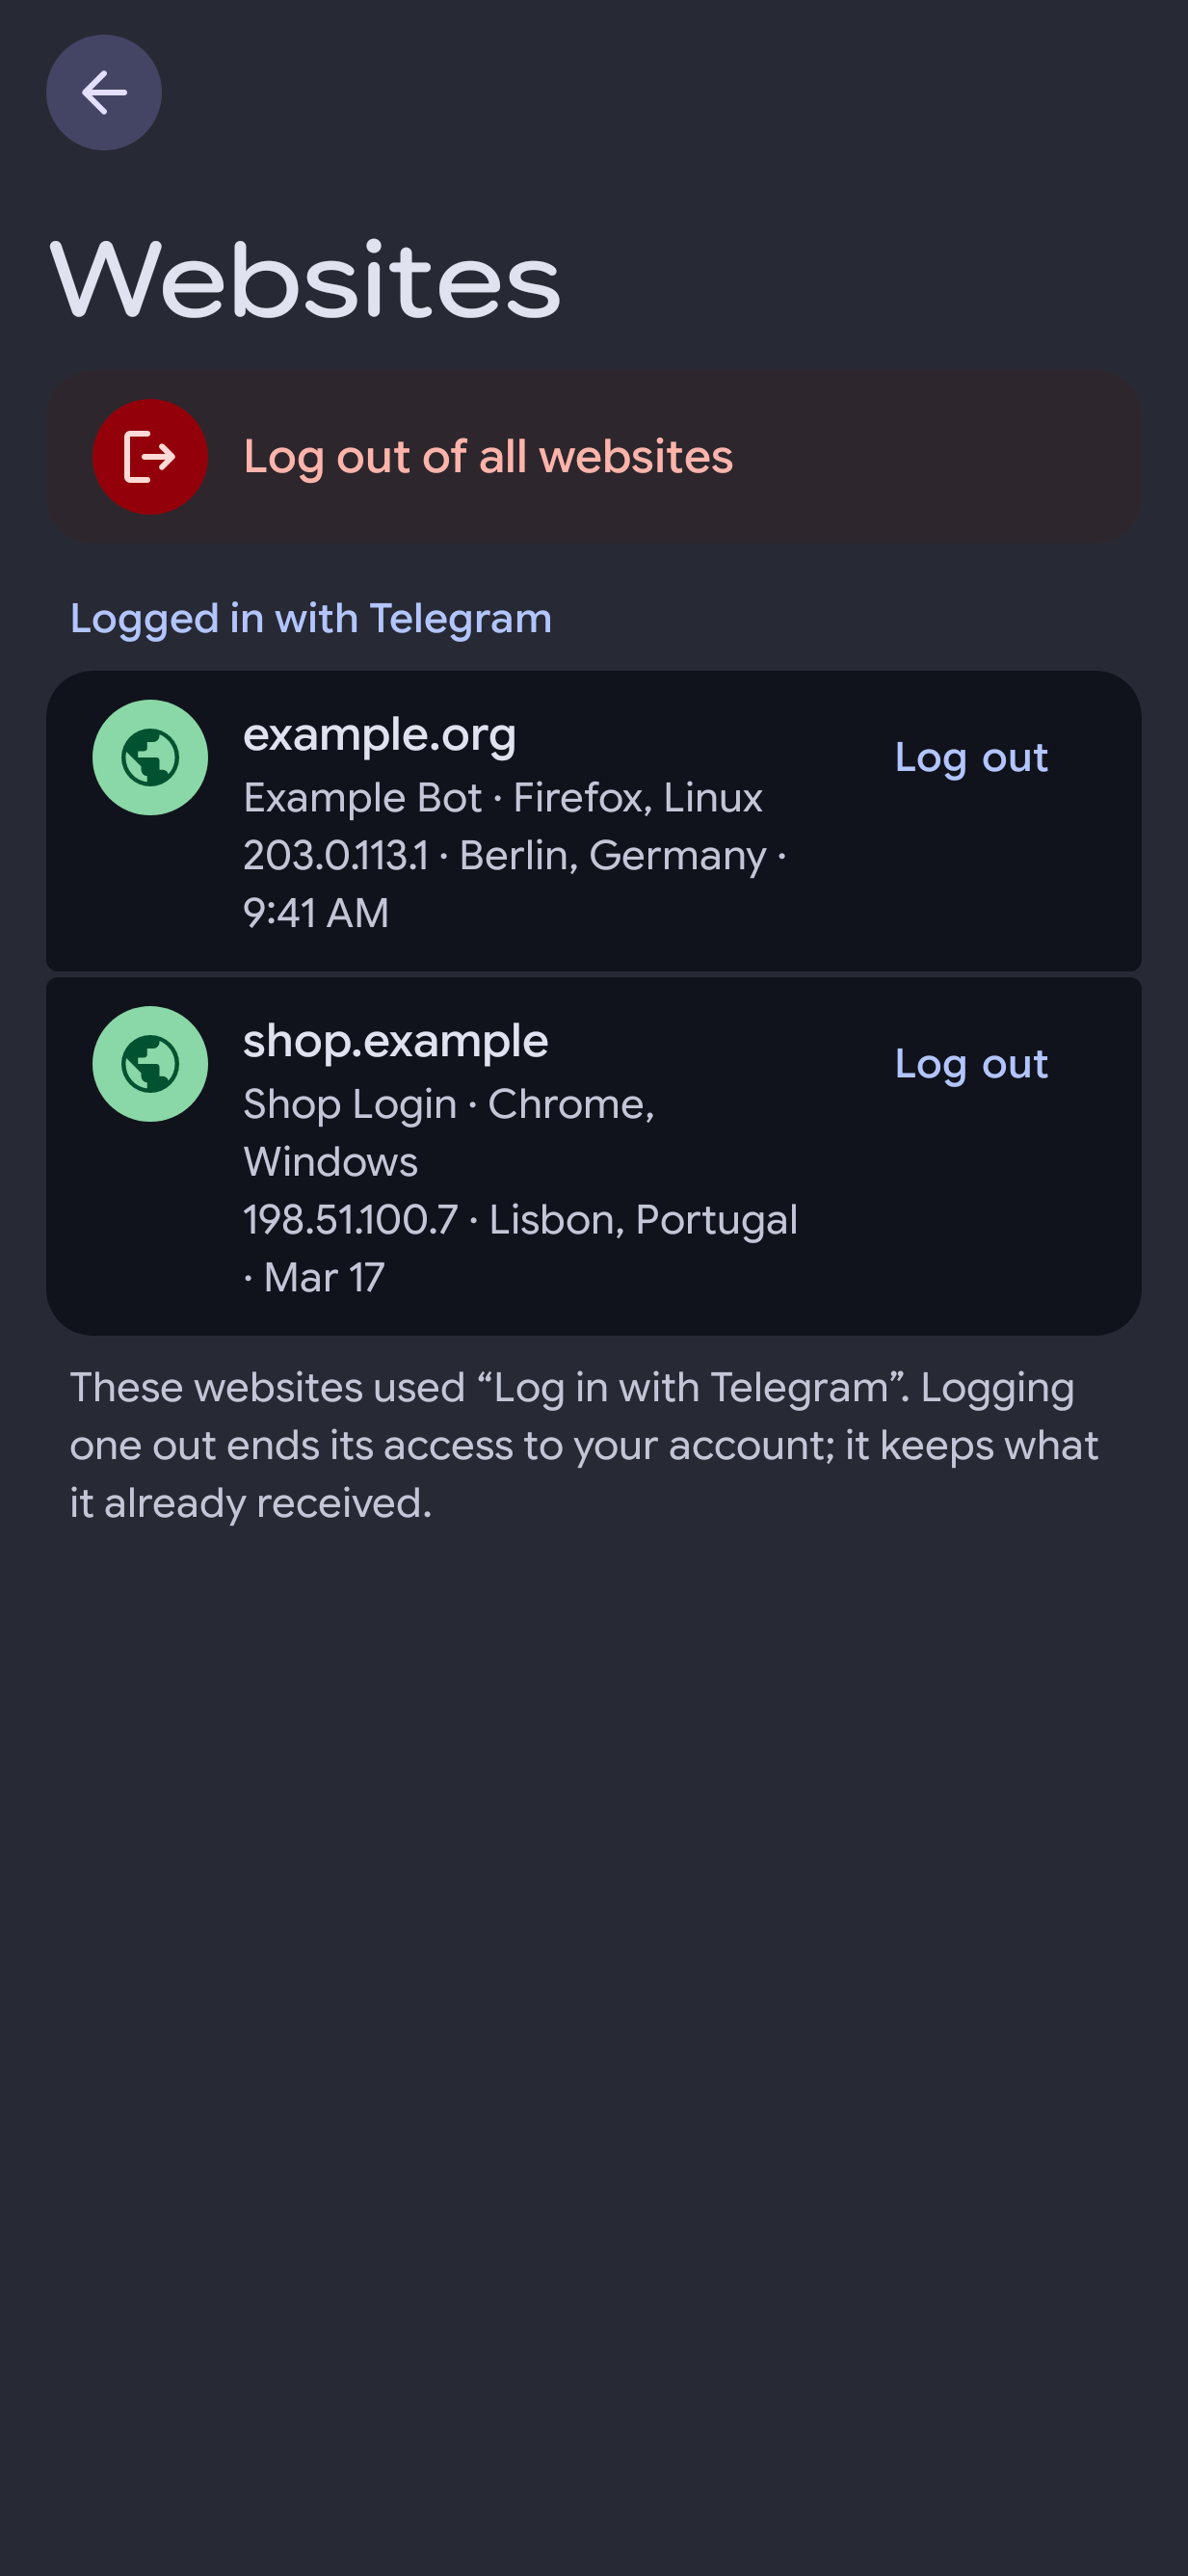 Websites
Log out of all websites
Logged in with Telegram
example.org
Log out
Example Bot · Firefox, Linux
203.0.113.1 · Berlin, Germany ·
9:41 AM
shop.example
Log out
Shop Login · Chrome,
Windows
198.51.100.7 · Lisbon, Portugal
· Mar 17
These websites used “Log in with Telegram”. Logging
one out ends its access to your account; it keeps what
it already received.